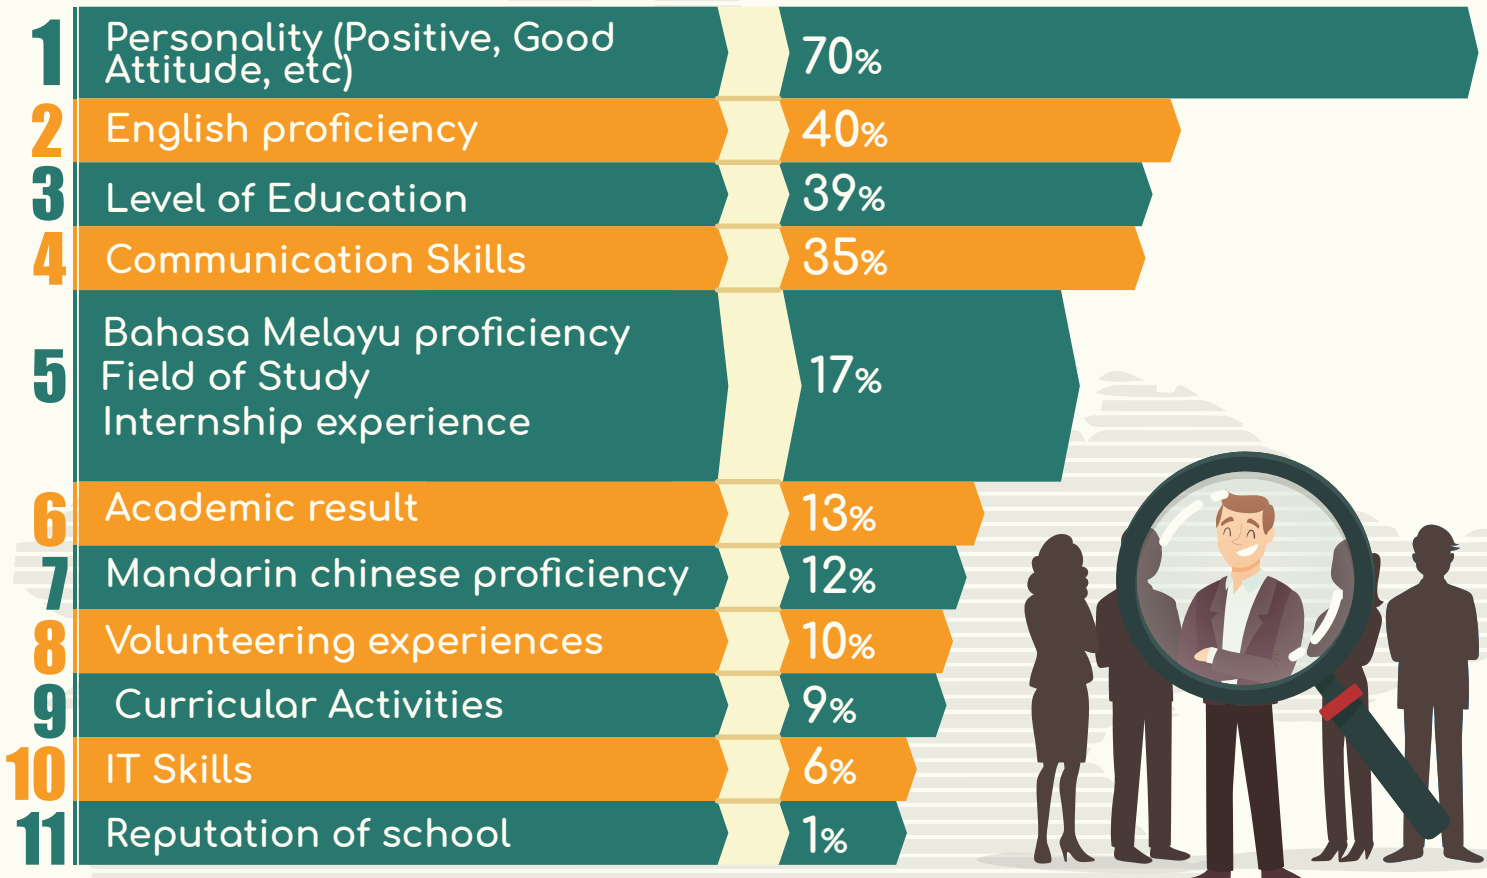 1 Personality (Positive, Good
Attitude, etc) 70%
2 English proficiency 40%
3 Level of Education 39%
4 Communication Skills 35%
Bahasa Melayu proficiency
5 Field of Study 17%
Internship experience
6 Academic result 13%
7 Mandarin chinese proficiency 12%
8 Volunteering experiences 10%
9 Curricular Activities 9%
10 IT Skills 6%
11 Reputation of school 1%